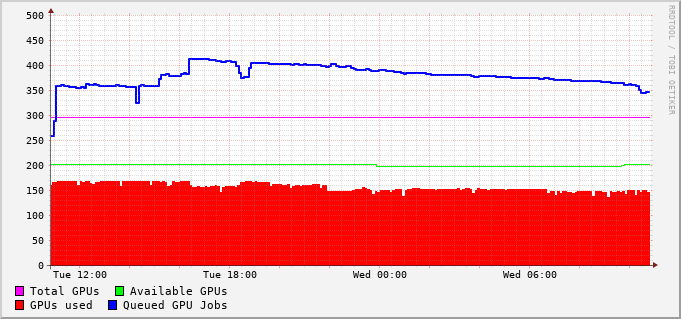 500
450
400
350
300
250
200
150
100
50
0
Tue 12:00 Tue 18:00 Wed 00:00 Wed 06:00
Total GPUs Available GPUs
GPUs used Queued GPU Jobs
RRDTOOL / TOBI OETIKER